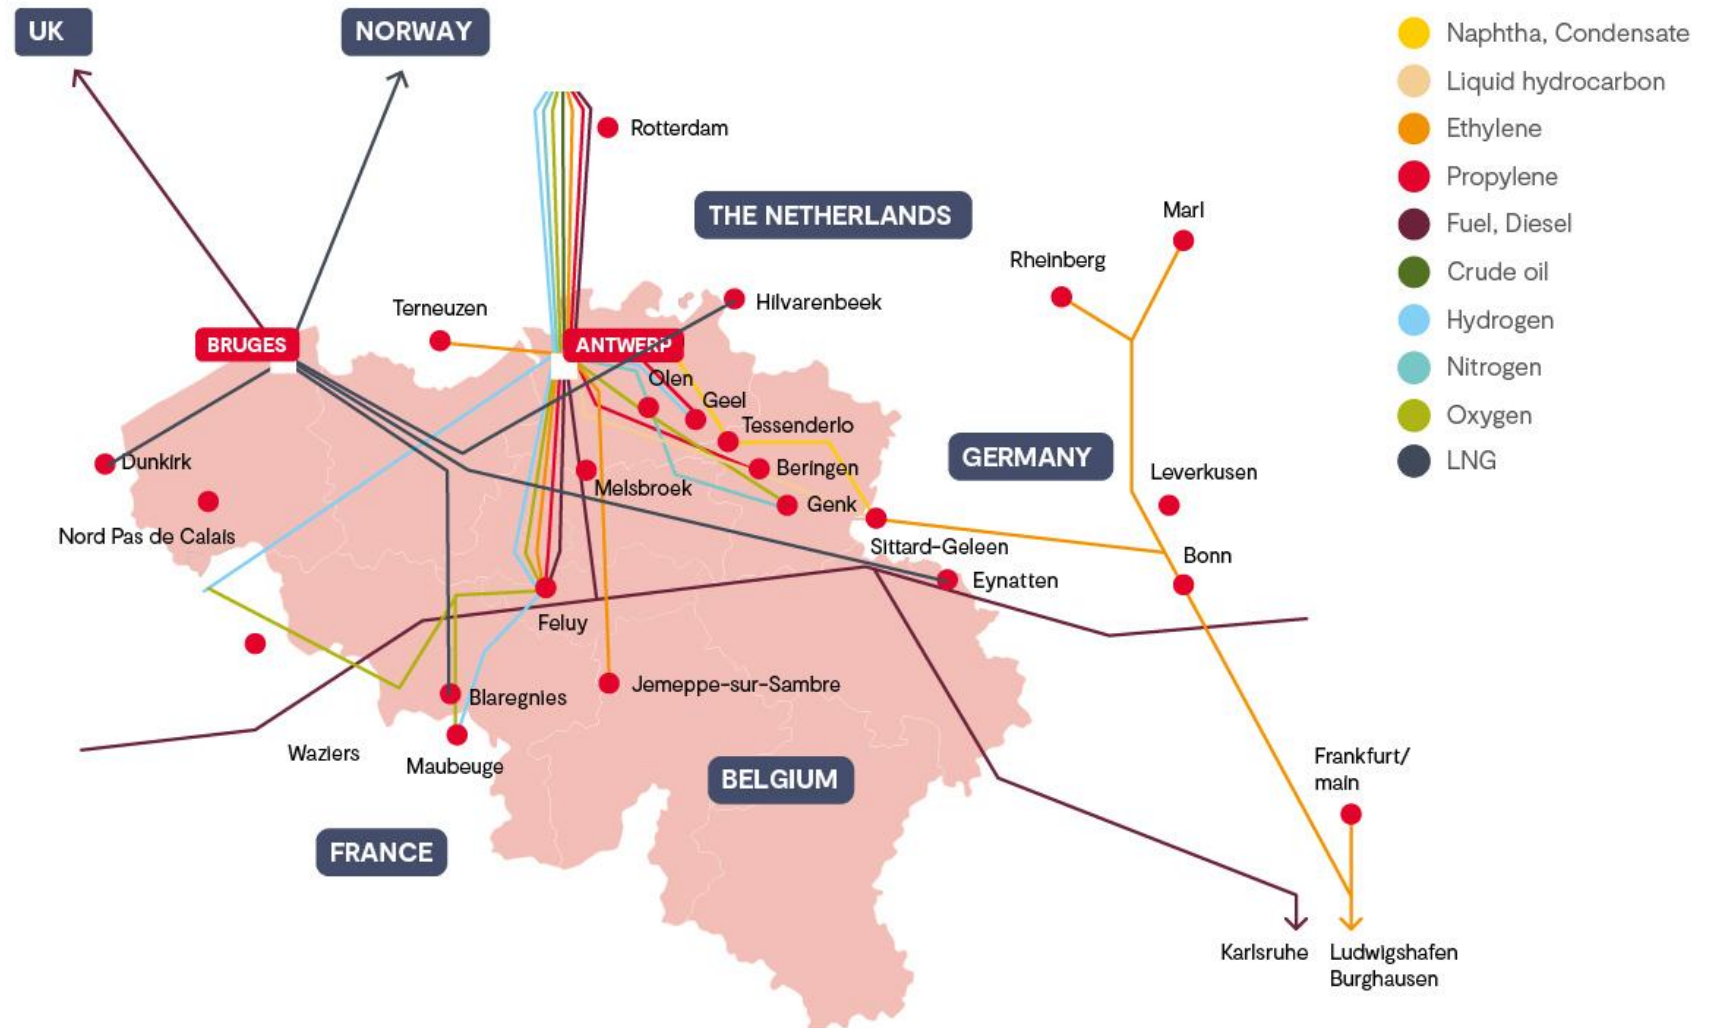 UK
NORWAY
Naphtha, Condensate
Liquid hydrocarbon
Ethylene
Propylene
Fuel, Diesel
Crude oil
Hydrogen
Nitrogen
Oxygen
LNG
Rotterdam
THE NETHERLANDS
Marl
Rheinberg
Terneuzen
Hilvarenbeek
BRUGES
ANTWERP
Olen
Geel
Tessenderlo
GERMANY
Dunkirk
Beringen
Leverkusen
Melsbroek
Genk
Nord Pas de Calais
Sittard-Geleen
Bonn
Eynatten
Feluy
Jemeppe-sur-Sambre
Blaregnies
Waziers
Maubeuge
BELGIUM
Frankfurt/
main
FRANCE
Karlsruhe
Ludwigshafen
Burghausen